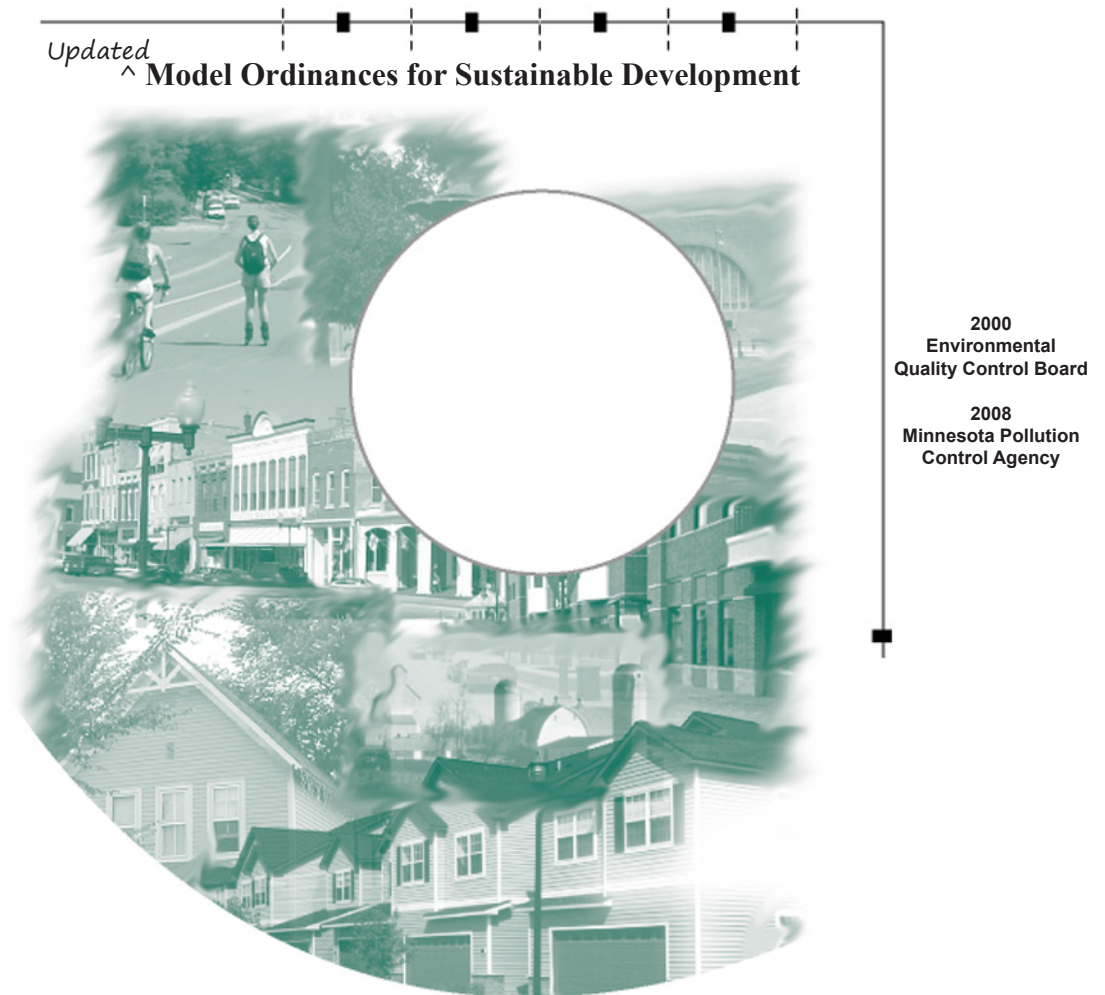 Updated
^ Model Ordinances for Sustainable Development
2000
Environmental
Quality Control Board
2008
Minnesota Pollution
Control Agency